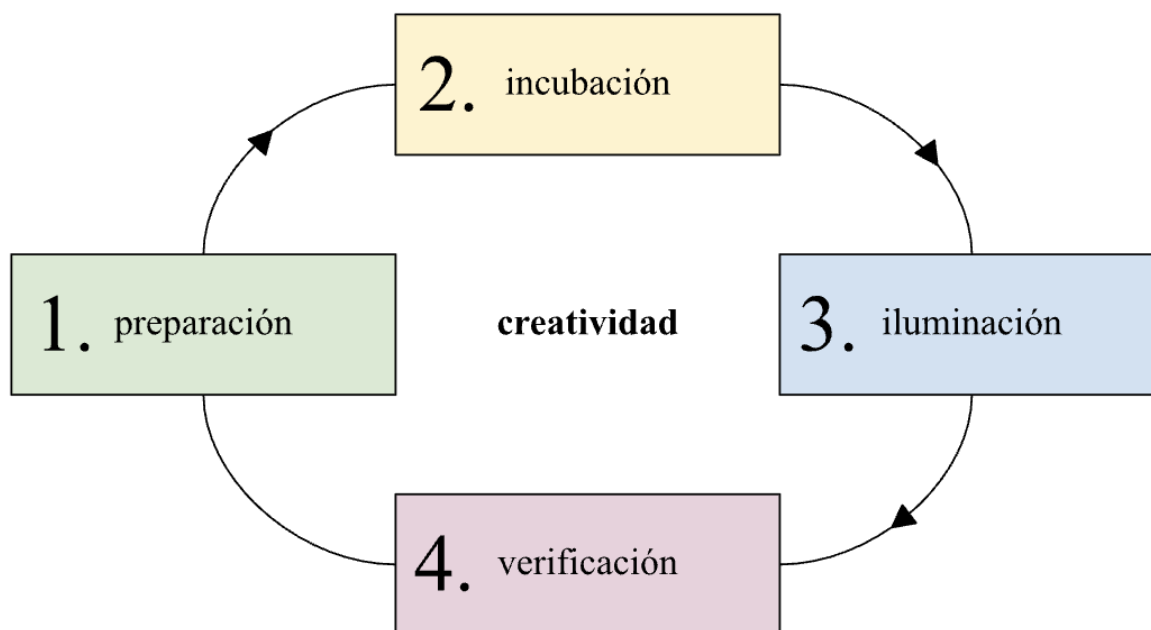 1. preparación
2. incubación
3. iluminación
4. verificación
creatividad